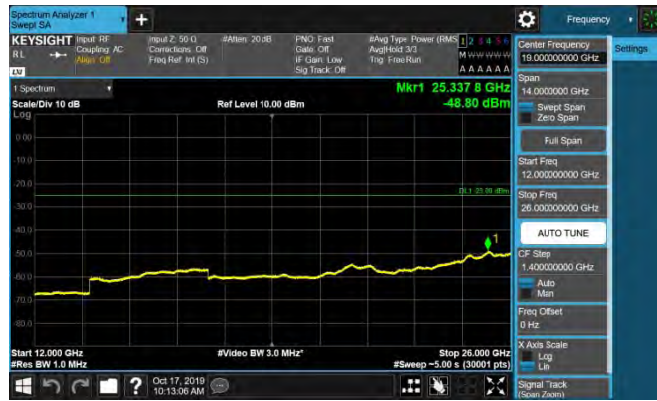 Spectrum Analyzer 1
Swept SA
+
Frequency
KEYSIGHT
RL
LXI
Input: RF
Coupling: AC
Align: Off
Input Z: 50 Ω
Corrections: Off
Freq Ref: Int (S)
#Atten: 20 dB
PNO: Fast
Gate: Off
IF Gain: Low
Sig Track: Off
#Avg Type: Power (RMS
Avg|Hold: 3/3
Trig: Free Run
1 2 3 4 5 6
M W W W W W
A A A A A A
1 Spectrum
Scale/Div 10 dB
Log
Ref Level 10.00 dBm
Mkr1 25.337 8 GHz
-48.80 dBm
0.00
-10.0
-20.0
-30.0
-40.0
-50.0
-60.0
-70.0
-80.0
DL1 -25.00 dBm
1
Start 12.000 GHz
#Res BW 1.0 MHz
#Video BW 3.0 MHz*
Stop 26.000 GHz
#Sweep ~5.00 s (30001 pts)
?
Oct 17, 2019
10:13:06 AM
Center Frequency
19.000000000 GHz
Settings
Span
14.0000000 GHz
Swept Span
Zero Span
Full Span
Start Freq
12.000000000 GHz
Stop Freq
26.000000000 GHz
AUTO TUNE
CF Step
1.400000000 GHz
Auto
Man
Freq Offset
0 Hz
X Axis Scale
Log
Lin
Signal Track
(Span Zoom)